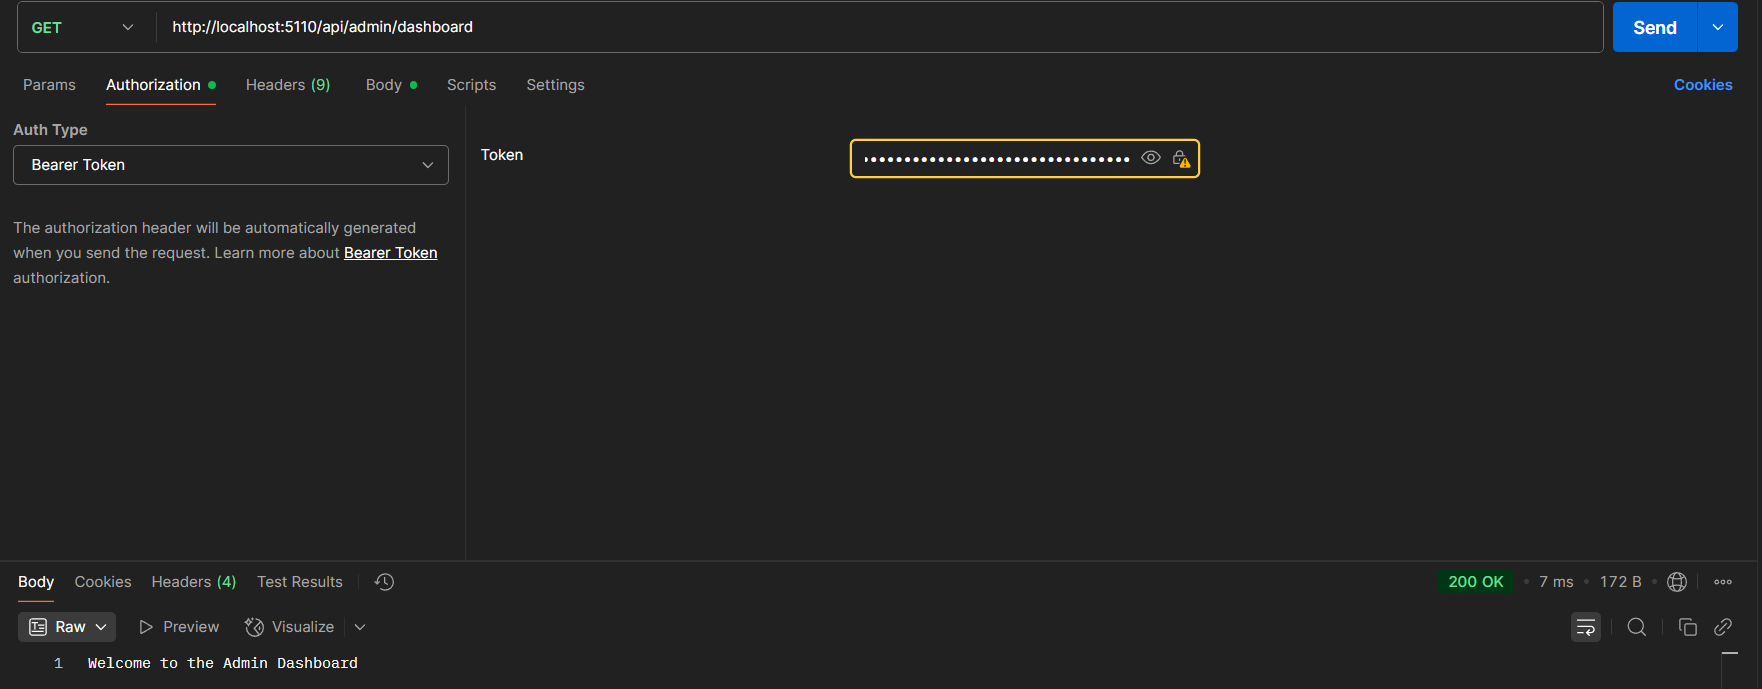 GET http://localhost:5110/api/admin/dashboard Send
Params Authorization Headers (9) Body Scripts Settings Cookies
Auth Type
Bearer Token
The authorization header will be automatically generated
when you send the request. Learn more about Bearer Token
authorization.
Token
Body Cookies Headers (4) Test Results 200 OK • 7 ms • 172 B •
Raw Preview Visualize
1 Welcome to the Admin Dashboard